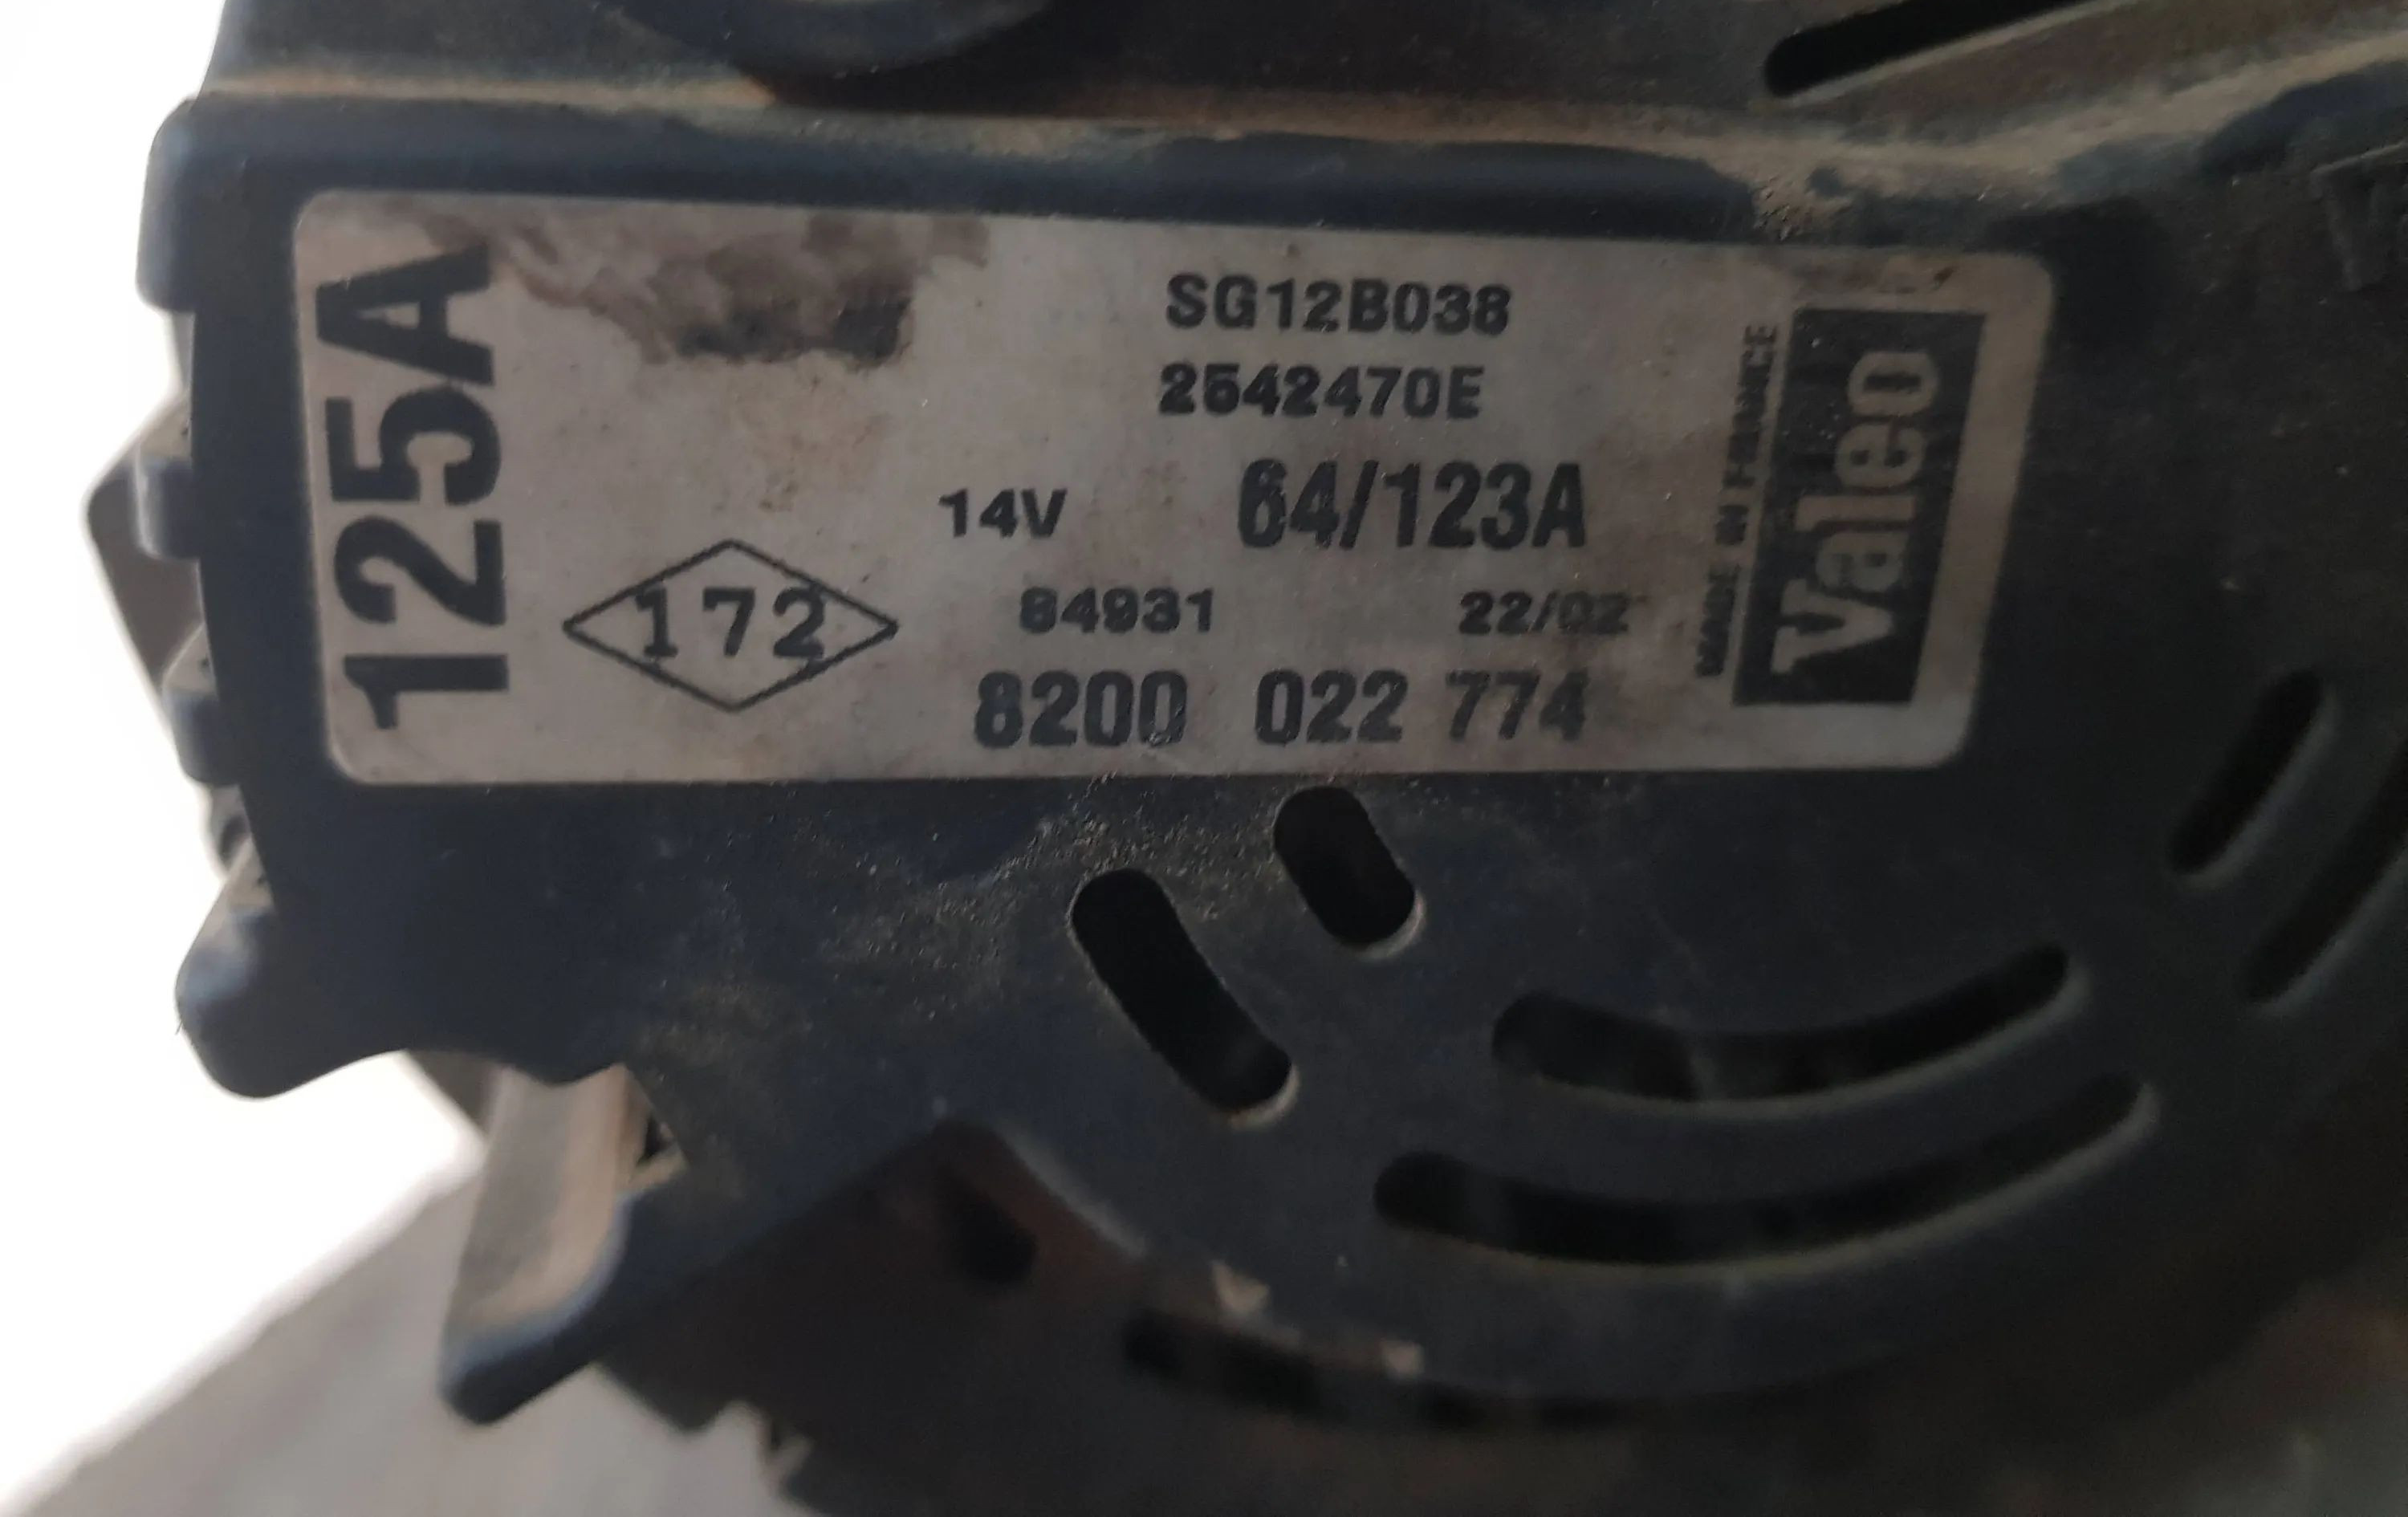 125A
SG12B038
2542470E
14V 64/123A
172
84931 22/02
8200 022 774
MADE IN FRANCE
Valeo